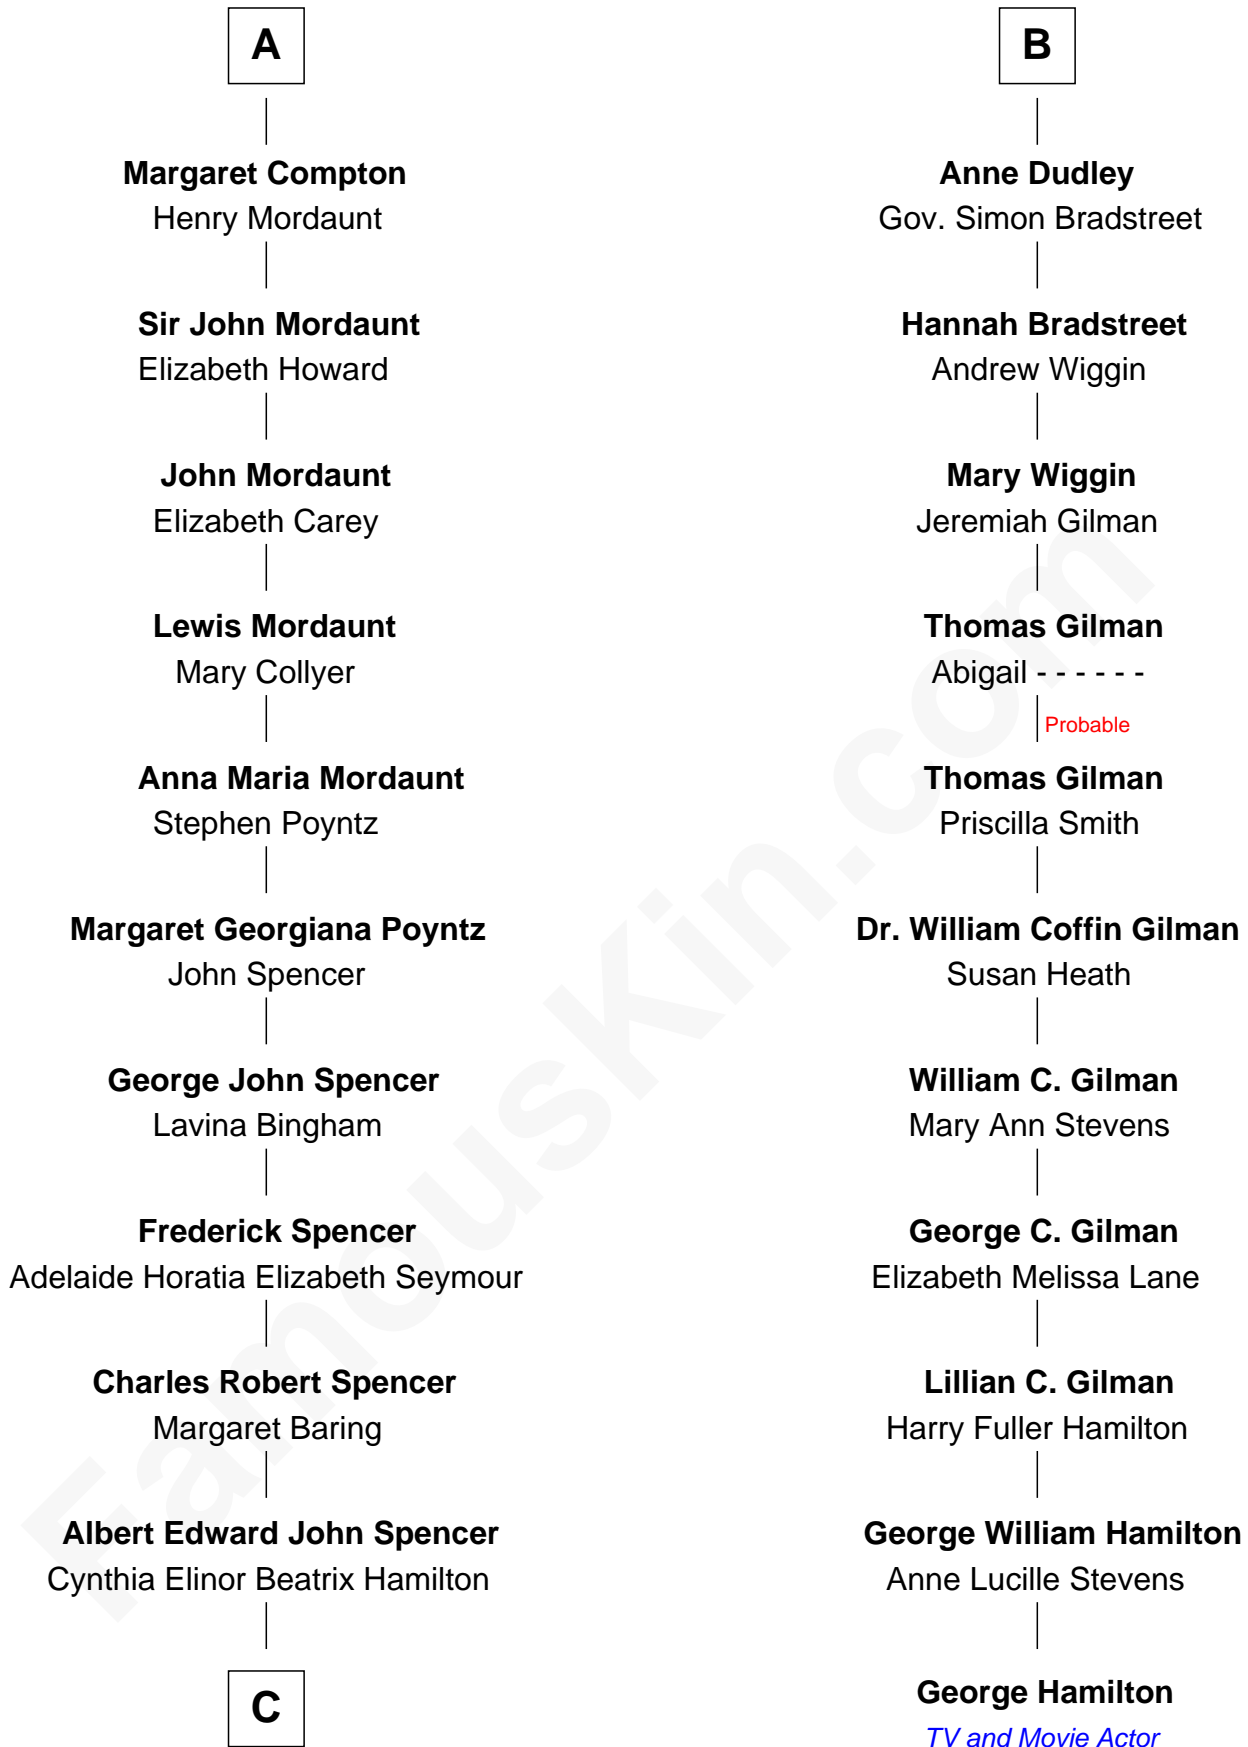 A
Margaret Compton
Henry Mordaunt
Sir John Mordaunt
Elizabeth Howard
John Mordaunt
Elizabeth Carey
Lewis Mordaunt
Mary Collyer
Anna Maria Mordaunt
Stephen Poyntz
Margaret Georgiana Poyntz
John Spencer
George John Spencer
Lavina Bingham
Frederick Spencer
Adelaide Horatia Elizabeth Seymour
Charles Robert Spencer
Margaret Baring
Albert Edward John Spencer
Cynthia Elinor Beatrix Hamilton
C
B
Anne Dudley
Gov. Simon Bradstreet
Hannah Bradstreet
Andrew Wiggin
Mary Wiggin
Jeremiah Gilman
Thomas Gilman
Abigail - - - - - -
Probable
Thomas Gilman
Priscilla Smith
Dr. William Coffin Gilman
Susan Heath
William C. Gilman
Mary Ann Stevens
George C. Gilman
Elizabeth Melissa Lane
Lillian C. Gilman
Harry Fuller Hamilton
George William Hamilton
Anne Lucille Stevens
George Hamilton
TV and Movie Actor
FamousKin.com